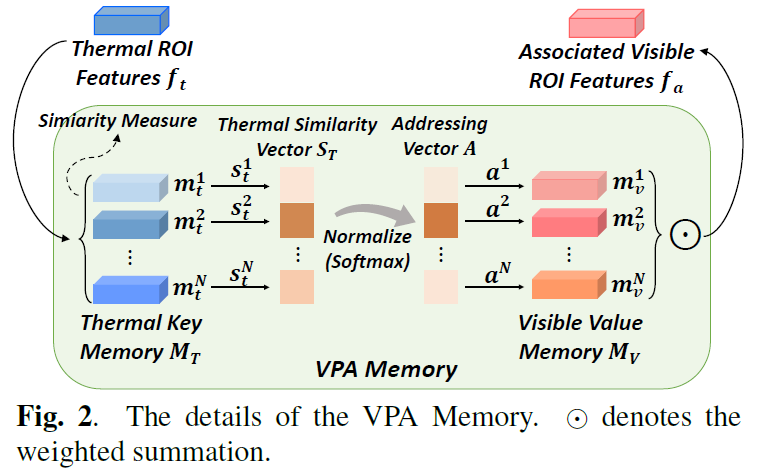 Thermal ROI
Features f_t
Associated Visible
ROI Features f_a
Simiarity Measure
Thermal Similarity
Vector S_T
Addressing
Vector A
m_t^1
s_t^1
a^1
m_v^1
m_t^2
s_t^2
a^2
m_v^2
Normalize
(Softmax)
⋮
⋮
⋮
⋮
m_t^N
s_t^N
a^N
m_v^N
⊙
Thermal Key
Memory M_T
Visible Value
Memory M_V
VPA Memory
Fig. 2. The details of the VPA Memory. ⊙ denotes the
weighted summation.